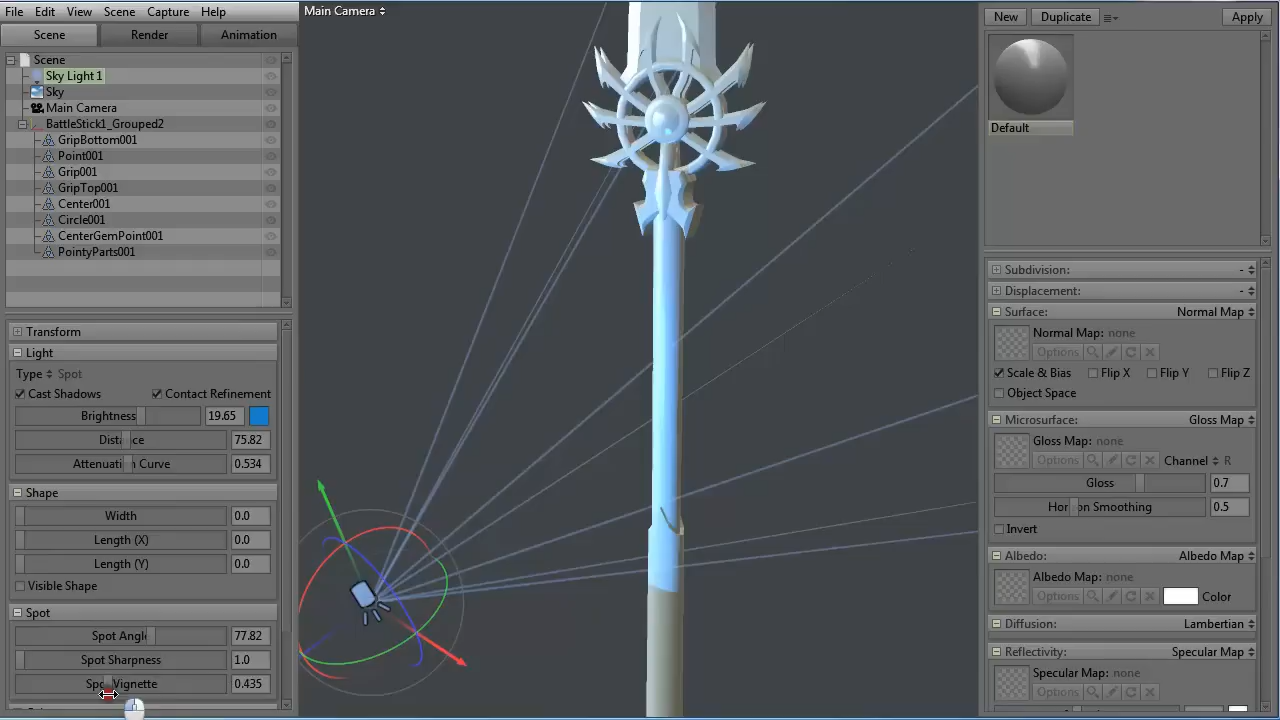 File Edit View Scene Capture Help
Scene Render Animation
Scene
Sky Light 1
Sky
Main Camera
BattleStick1_Grouped2
GripBottom001
Point001
Grip001
GripTop001
Center001
Circle001
CenterGemPoint001
PointyParts001
Transform
Light
Type Spot
Cast Shadows Contact Refinement
Brightness 19.65
Distance 75.82
Attenuation Curve 0.534
Shape
Width 0.0
Length (X) 0.0
Length (Y) 0.0
Visible Shape
Spot
Spot Angle 77.82
Spot Sharpness 1.0
Spot Vignette 0.435
Main Camera
New Duplicate Apply
Default
Subdivision: -
Displacement: -
Surface: Normal Map
Normal Map: none
Options
Scale & Bias Flip X Flip Y Flip Z
Object Space
Microsurface: Gloss Map
Gloss Map: none
Options Channel R
Gloss 0.7
Horizon Smoothing 0.5
Invert
Albedo: Albedo Map
Albedo Map: none
Options Color
Diffusion: Lambertian
Reflectivity: Specular Map
Specular Map: none
Options